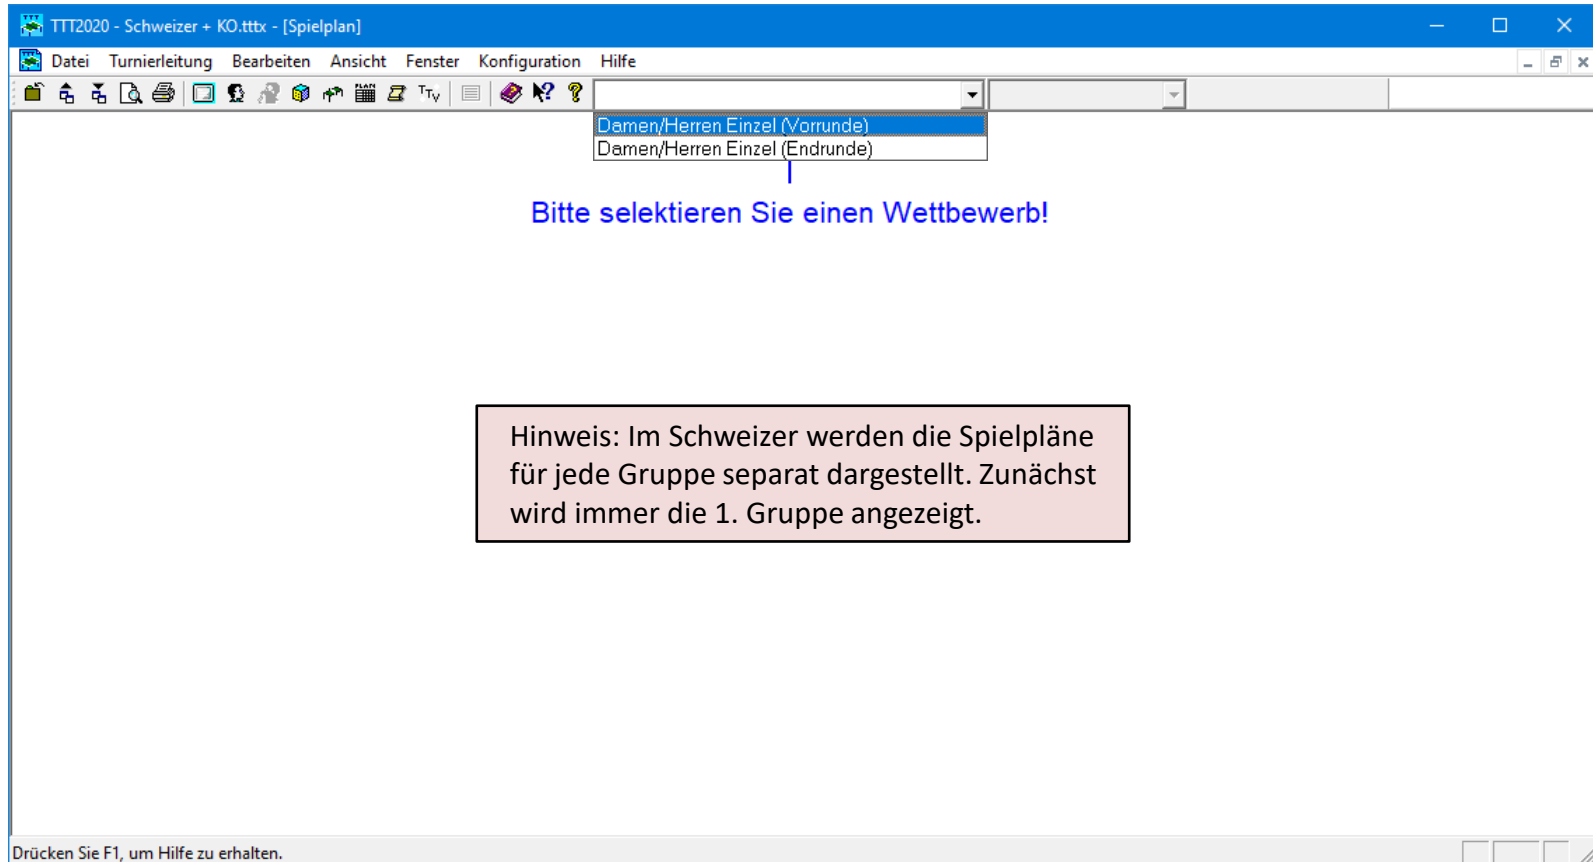 TTT2020 - Schweizer + KO.tttx - [Spielplan]
Datei Turnierleitung Bearbeiten Ansicht Fenster Konfiguration Hilfe
PLAN TTV
Damen/Herren Einzel (Vorrunde)
Damen/Herren Einzel (Endrunde)
Bitte selektieren Sie einen Wettbewerb!
Hinweis: Im Schweizer werden die Spielpläne
für jede Gruppe separat dargestellt. Zunächst
wird immer die 1. Gruppe angezeigt.
Drücken Sie F1, um Hilfe zu erhalten.